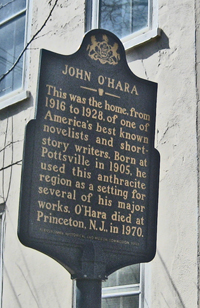 JOHN O'HARA
This was the home, from
1916 to 1928, of one of
America's best known
novelists and short-
story writers. Born at
Pottsville in 1905, he
used this anthracite
region as a setting for
several of his major
works. O'Hara died at
Princeton, N.J., in 1970.